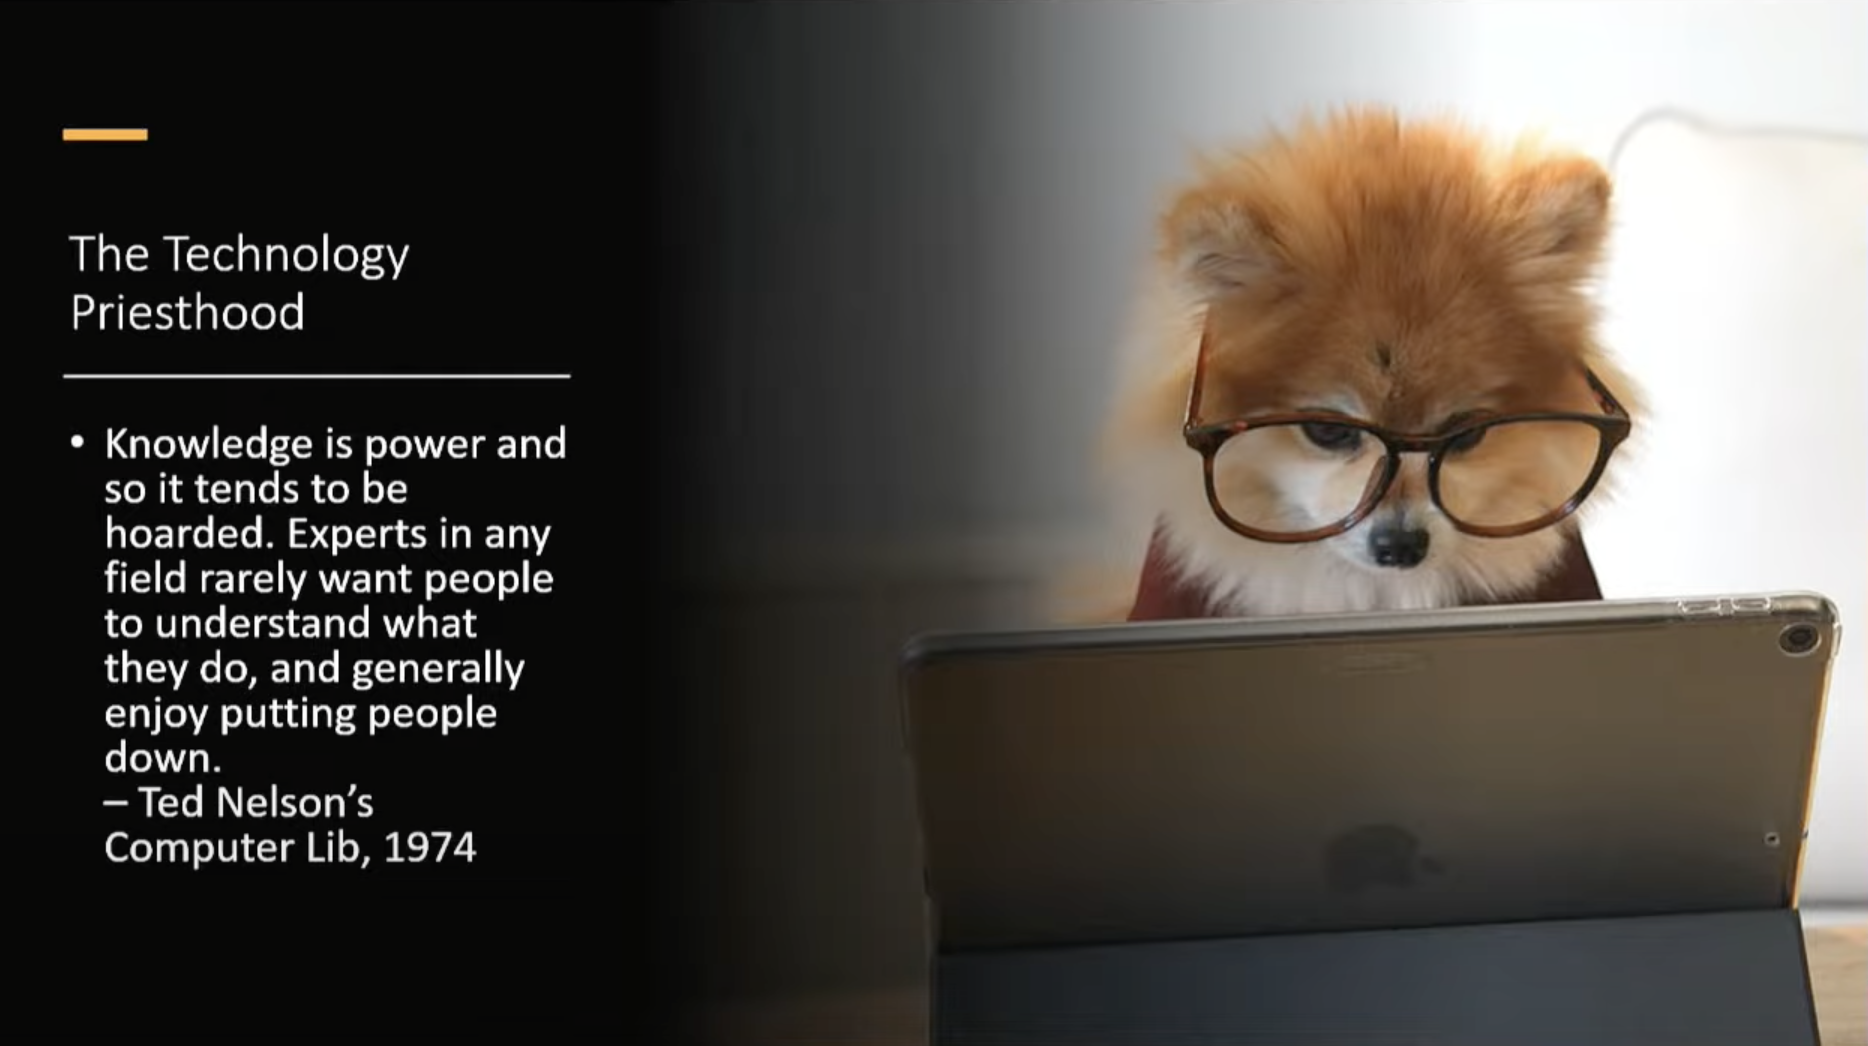 The Technology
Priesthood
• Knowledge is power and
so it tends to be
hoarded. Experts in any
field rarely want people
to understand what
they do, and generally
enjoy putting people
down.
– Ted Nelson’s
Computer Lib, 1974